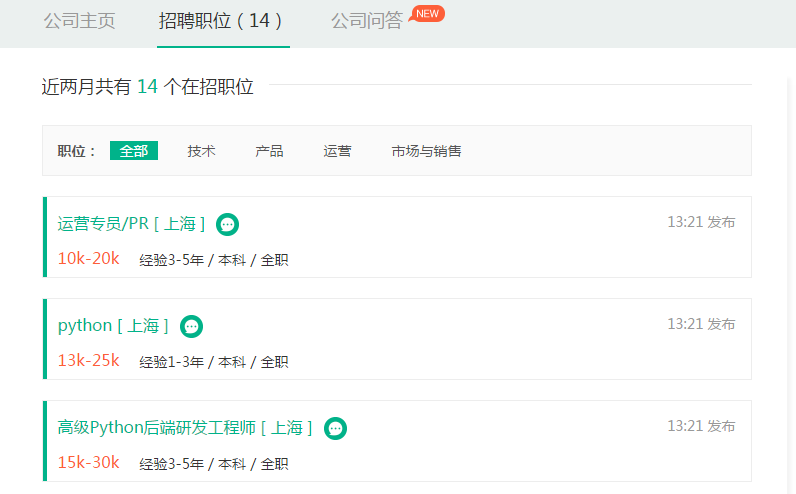 公司主页 招聘职位（14） 公司问答 NEW
近两月共有 14 个在招职位
职位： 全部 技术 产品 运营 市场与销售
运营专员/PR [ 上海 ] 13:21 发布
10k-20k 经验3-5年 / 本科 / 全职
python [ 上海 ] 13:21 发布
13k-25k 经验1-3年 / 本科 / 全职
高级Python后端研发工程师 [ 上海 ] 13:21 发布
15k-30k 经验3-5年 / 本科 / 全职